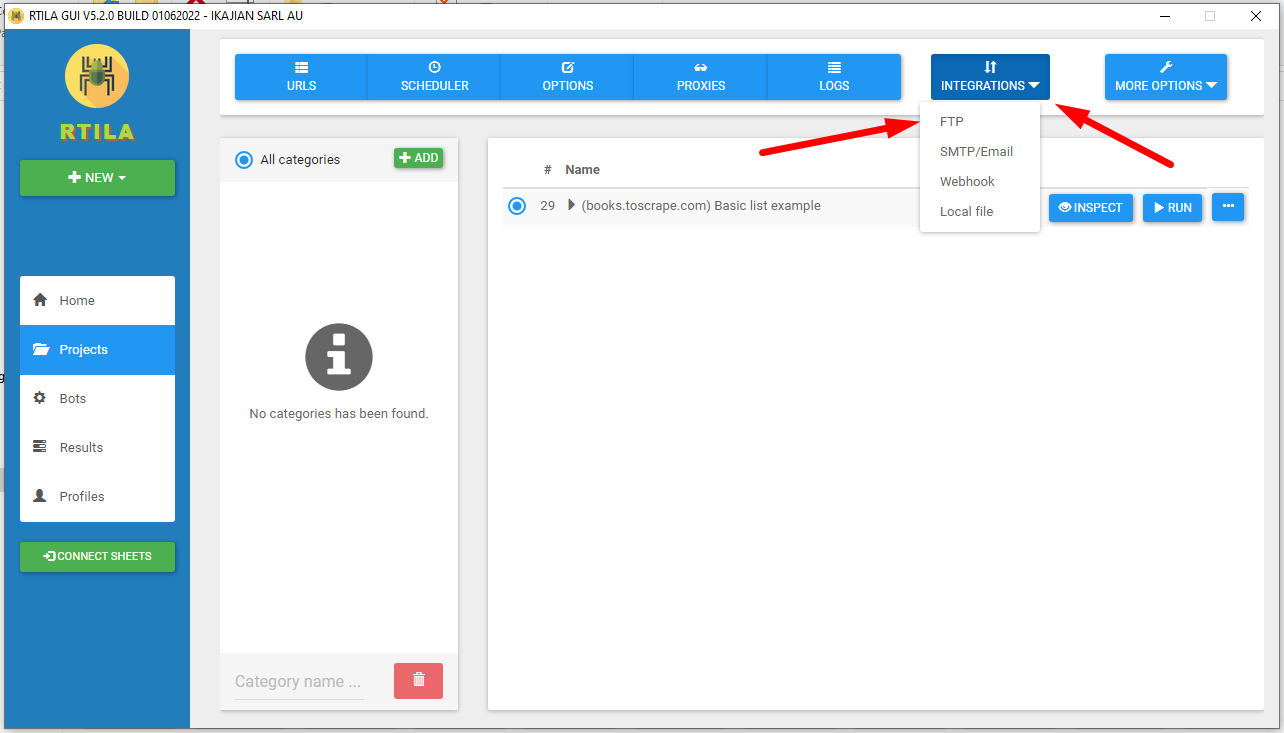 RTILA GUI V5.2.0 BUILD 01062022 - IKAJIAN SARL AU
RTILA
NEW
Home
Projects
Bots
Results
Profiles
CONNECT SHEETS
URLS
SCHEDULER
OPTIONS
PROXIES
LOGS
INTEGRATIONS
MORE OPTIONS
FTP
SMTP/Email
Webhook
Local file
All categories
ADD
No categories has been found.
Category name ...
# Name
29 (books.toscrape.com) Basic list example
INSPECT
RUN